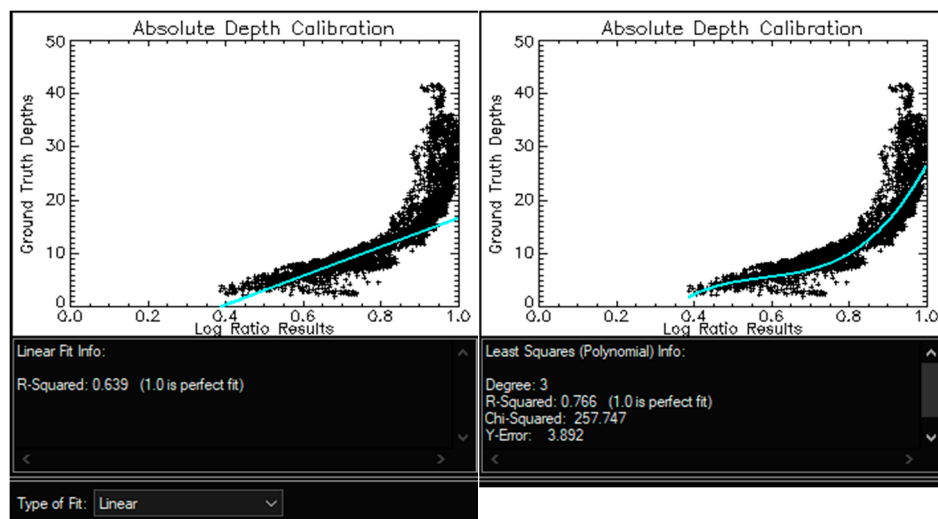 Absolute Depth Calibration
50
40
30
20
10
0
Ground Truth Depths
0.0 0.2 0.4 0.6 0.8 1.0
Log Ratio Results
Linear Fit Info:
R-Squared: 0.639 (1.0 is perfect fit)
Type of Fit: Linear
Absolute Depth Calibration
50
40
30
20
10
0
Ground Truth Depths
0.0 0.2 0.4 0.6 0.8 1.0
Log Ratio Results
Least Squares (Polynomial) Info:
Degree: 3
R-Squared: 0.766 (1.0 is perfect fit)
Chi-Squared: 257.747
Y-Error: 3.892